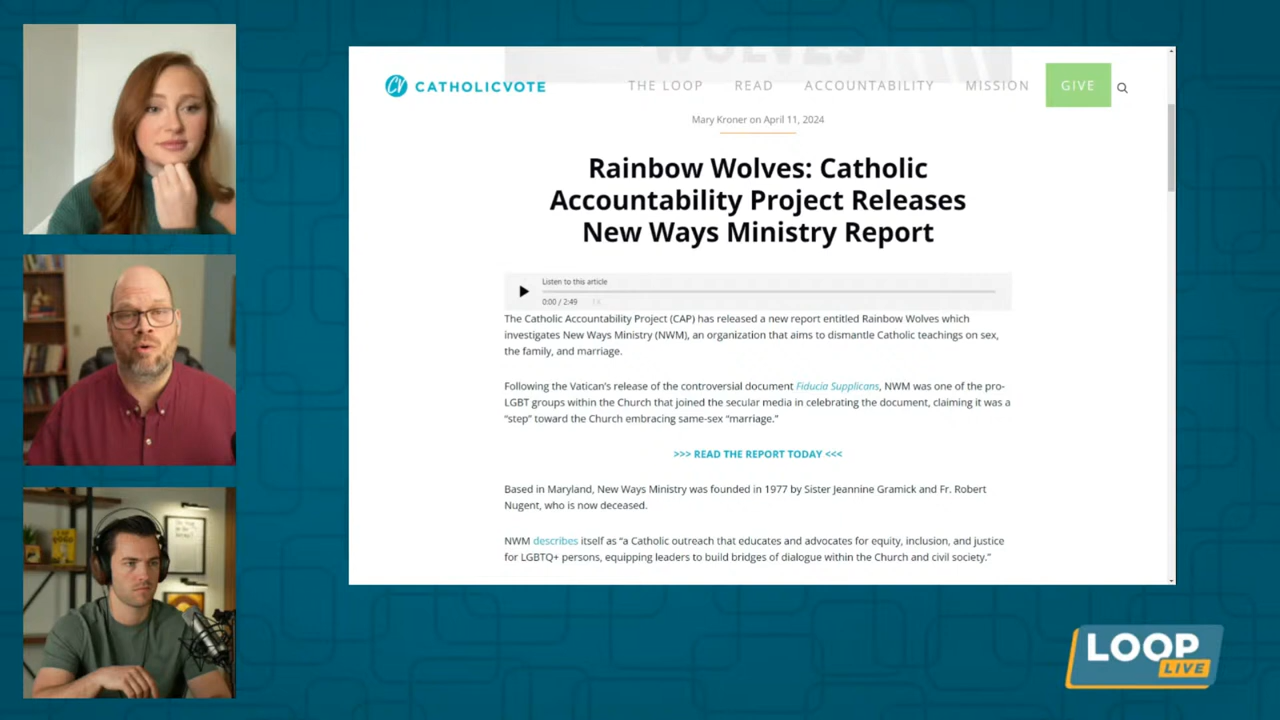 WOLVES
CATHOLICVOTE
THE LOOP READ ACCOUNTABILITY MISSION GIVE
Mary Kroner on April 11, 2024
Rainbow Wolves: Catholic
Accountability Project Releases
New Ways Ministry Report
Listen to this article
0:00 / 2:49 1X
The Catholic Accountability Project (CAP) has released a new report entitled Rainbow Wolves which
investigates New Ways Ministry (NWM), an organization that aims to dismantle Catholic teachings on sex,
the family, and marriage.
Following the Vatican's release of the controversial document Fiducia Supplicans, NWM was one of the pro-
LGBT groups within the Church that joined the secular media in celebrating the document, claiming it was a
“step” toward the Church embracing same-sex “marriage.”
>>> READ THE REPORT TODAY <<<
Based in Maryland, New Ways Ministry was founded in 1977 by Sister Jeannine Gramick and Fr. Robert
Nugent, who is now deceased.
NWM describes itself as “a Catholic outreach that educates and advocates for equity, inclusion, and justice
for LGBTQ+ persons, equipping leaders to build bridges of dialogue within the Church and civil society.”
LOOP
LIVE